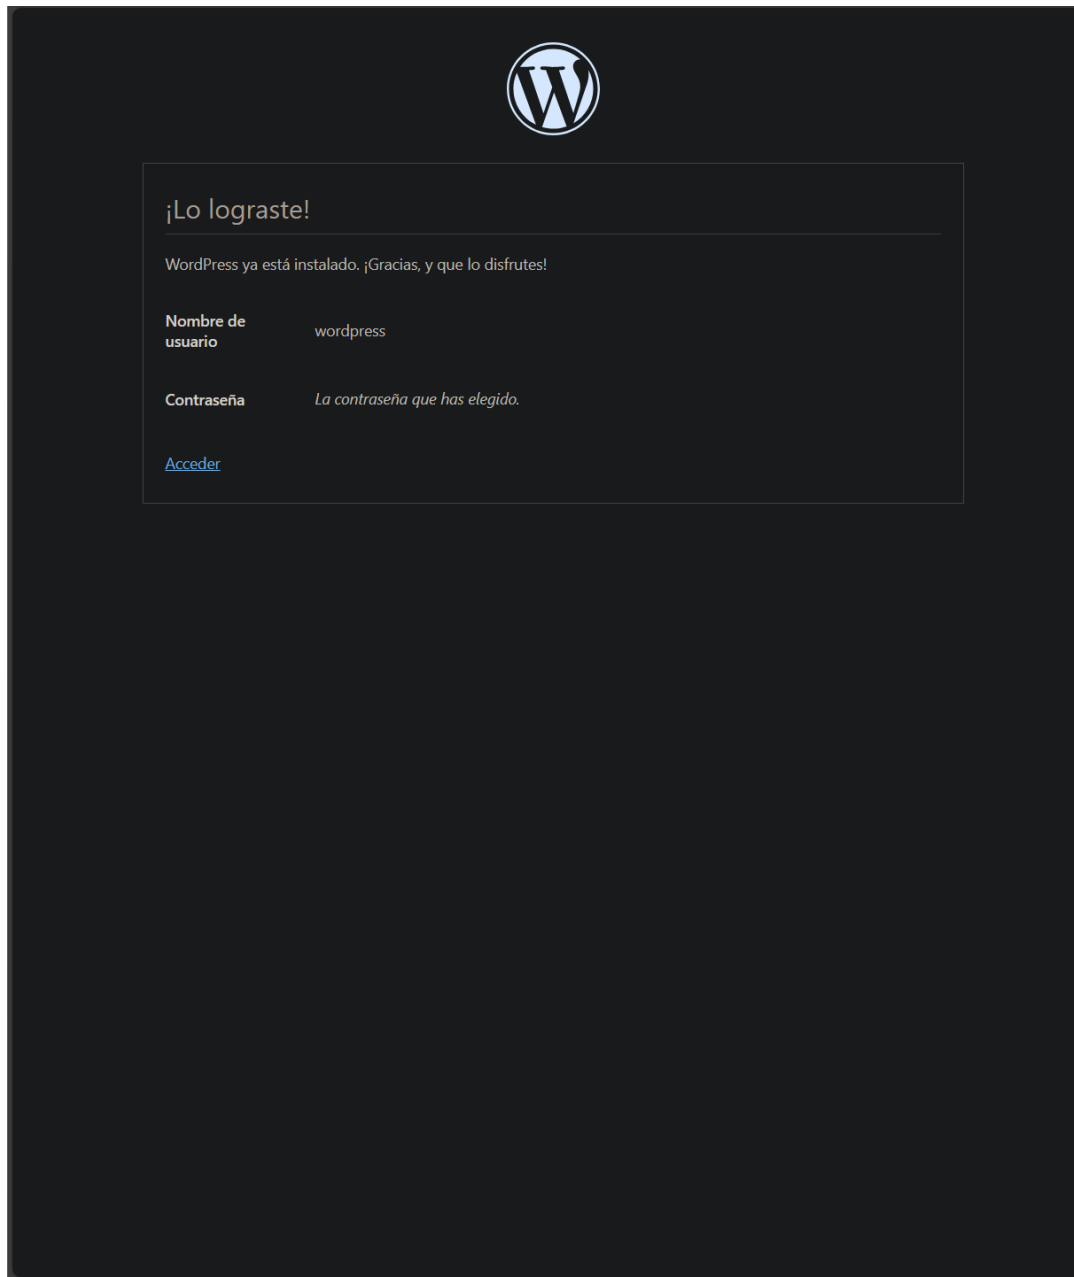 ¡Lo lograste!
WordPress ya está instalado. ¡Gracias, y que lo disfrutes!
Nombre de
usuario
wordpress
Contraseña
La contraseña que has elegido.
Acceder